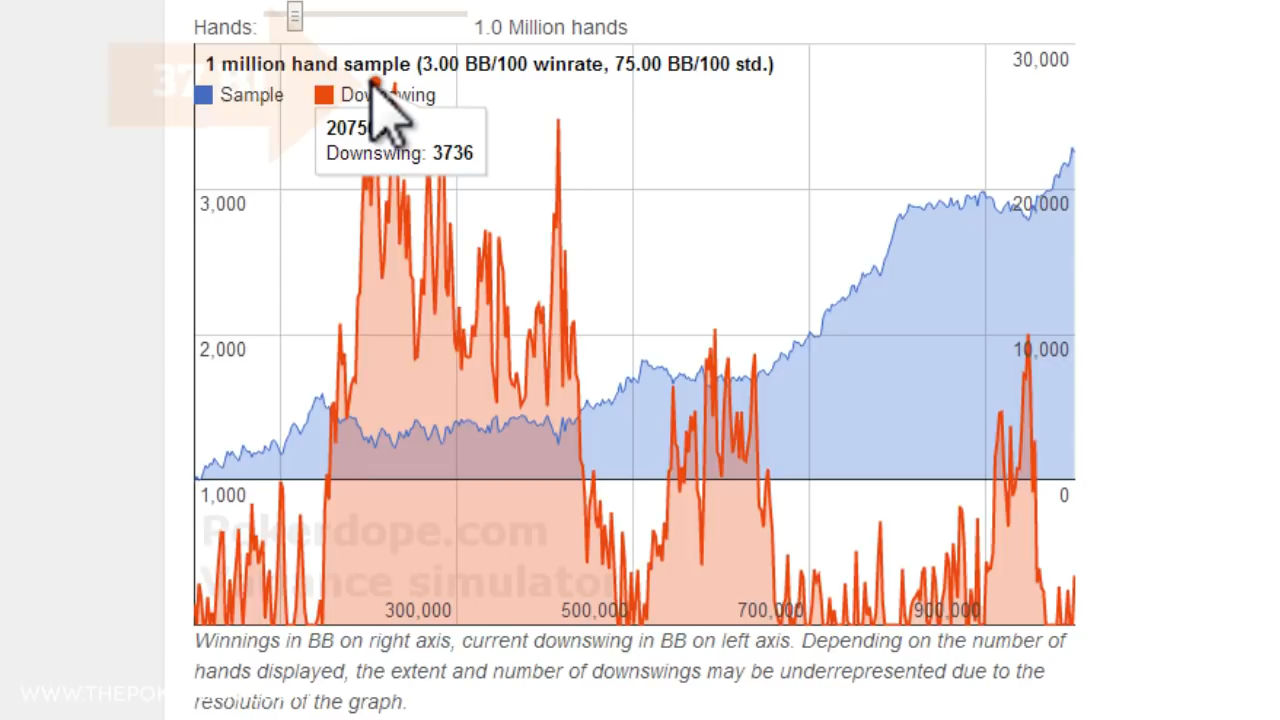 Hands:
1.0 Million hands
1 million hand sample (3.00 BB/100 winrate, 75.00 BB/100 std.)
30,000
37
Sample
Downswing
2075
Downswing: 3736
3,000
20,000
2,000
10,000
1,000
0
Pokerdope.com
Variance simulator
300,000
500,000
700,000
900,000
Winnings in BB on right axis, current downswing in BB on left axis. Depending on the number of
hands displayed, the extent and number of downswings may be underrepresented due to the
resolution of the graph.
WWW.THEPOK